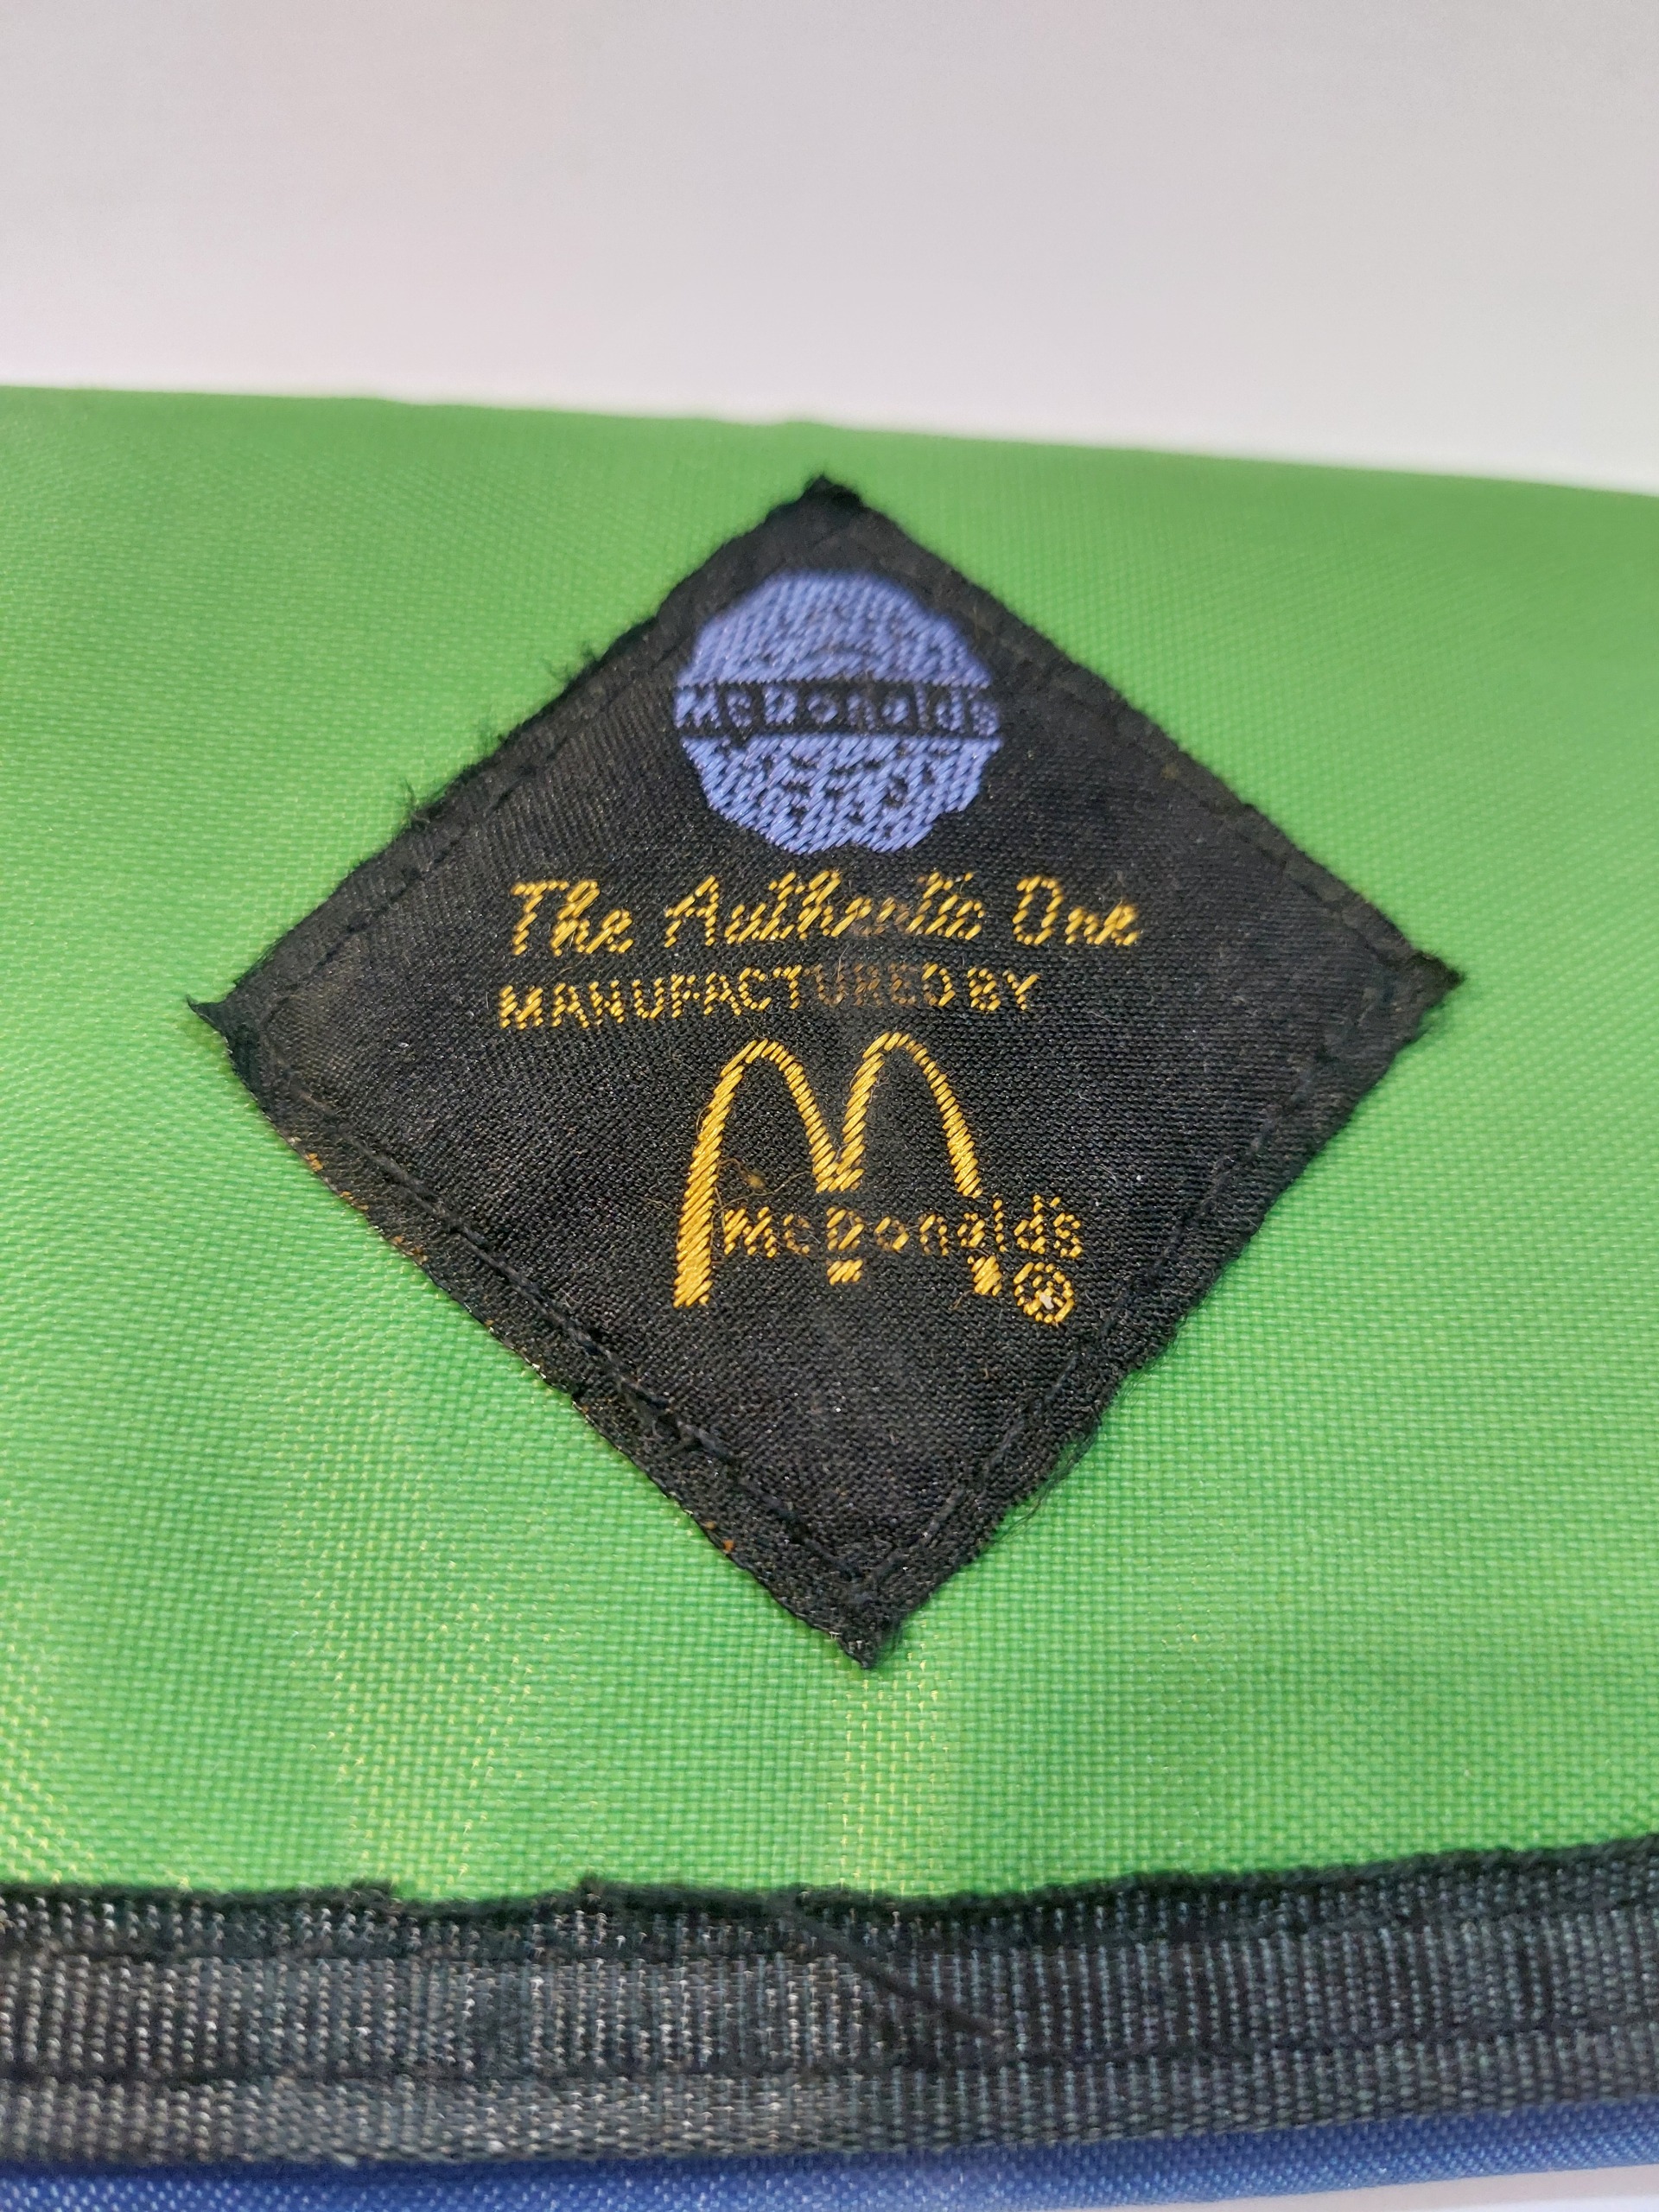 McDonald's
The Authentic One
MANUFACTURED BY
McDonald's
®